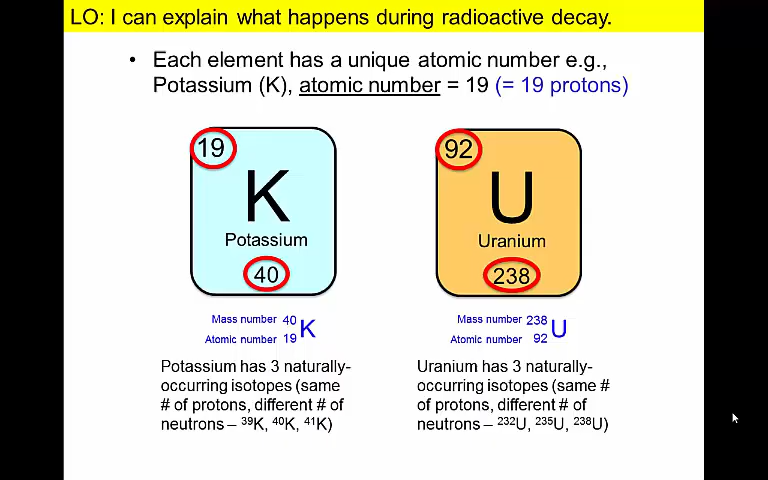 LO: I can explain what happens during radioactive decay.
• Each element has a unique atomic number e.g.,
Potassium (K), atomic number = 19 (= 19 protons)
19
K
Potassium
40
92
U
Uranium
238
Mass number 40
Atomic number 19 K
Mass number 238
Atomic number 92 U
Potassium has 3 naturally-
occurring isotopes (same
# of protons, different # of
neutrons – ³⁹K, ⁴⁰K, ⁴¹K)
Uranium has 3 naturally-
occurring isotopes (same #
of protons, different # of
neutrons – ²³²U, ²³⁵U, ²³⁸U)